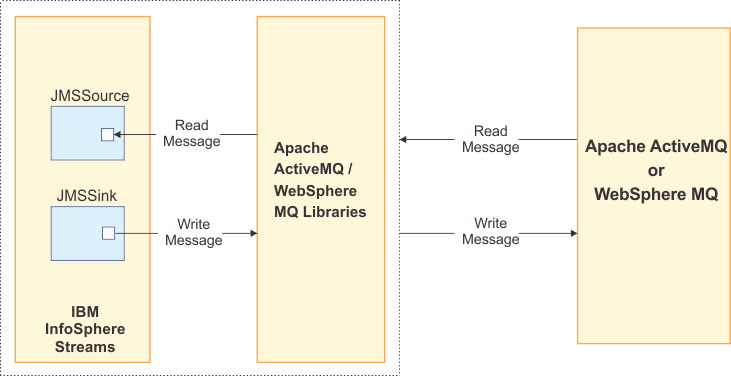 JMSSource
Read
Message
JMSSink
Write
Message
IBM
InfoSphere
Streams
Apache
ActiveMQ /
WebSphere
MQ Libraries
Read
Message
Write
Message
Apache ActiveMQ
or
WebSphere MQ